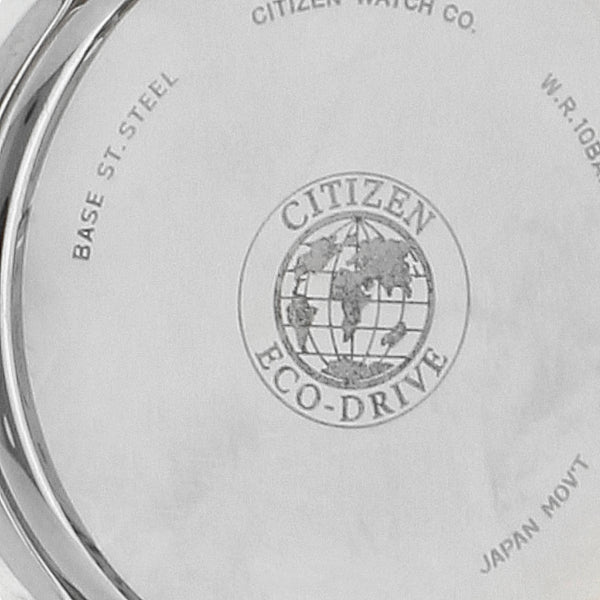 CITIZEN WATCH CO.
W.R.10BA
BASE ST. STEEL
CITIZEN
ECO-DRIVE
JAPAN MOV'T